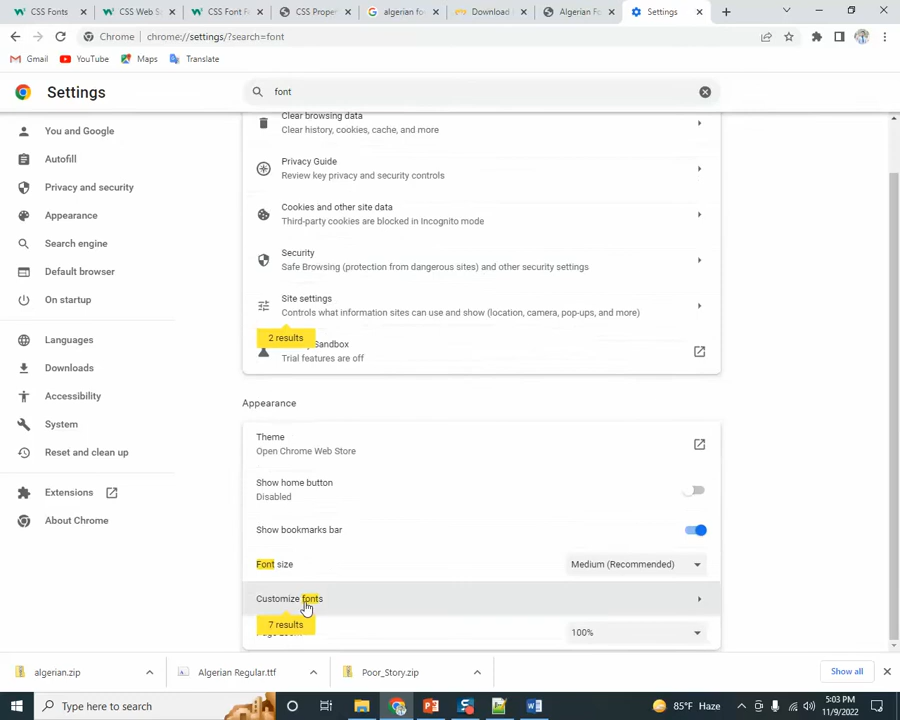 CSS Fonts
CSS Web S
CSS Font F
CSS Proper
algerian fo
Download
Algerian Fo
Settings
Chrome
chrome://settings/?search=font
Gmail
YouTube
Maps
Translate
Settings
font
You and Google
Autofill
Privacy and security
Appearance
Search engine
Default browser
On startup
Languages
Downloads
Accessibility
System
Reset and clean up
Extensions
About Chrome
Clear browsing data
Clear history, cookies, cache, and more
Privacy Guide
Review key privacy and security controls
Cookies and other site data
Third-party cookies are blocked in Incognito mode
Security
Safe Browsing (protection from dangerous sites) and other security settings
Site settings
Controls what information sites can use and show (location, camera, pop-ups, and more)
2 results
Sandbox
Trial features are off
Appearance
Theme
Open Chrome Web Store
Show home button
Disabled
Show bookmarks bar
Font size
Medium (Recommended)
Customize fonts
7 results
100%
algerian.zip
Algerian Regular.ttf
Poor_Story.zip
Show all
Type here to search
85°F Haze
5:03 PM
11/9/2022